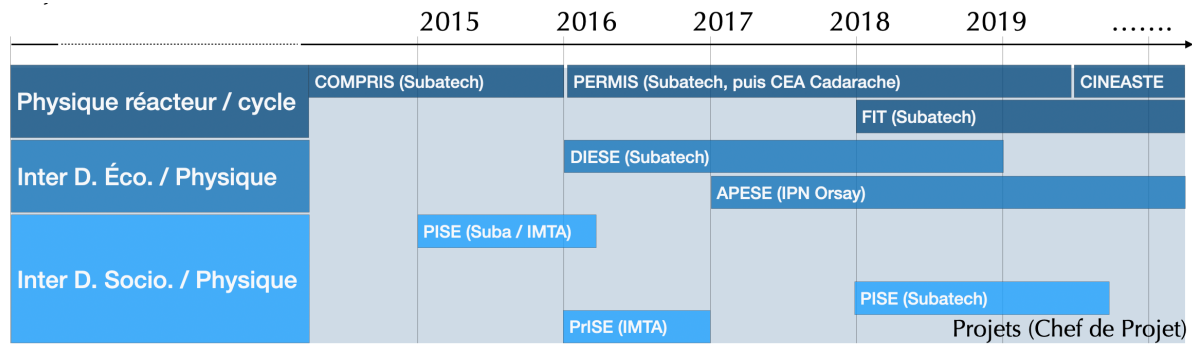 2015 2016 2017 2018 2019 .......
Physique réacteur / cycle
COMPRIS (Subatech) PERMIS (Subatech, puis CEA Cadarache) CINEASTE
FIT (Subatech)
Inter D. Éco. / Physique
DIESE (Subatech)
APESE (IPN Orsay)
Inter D. Socio. / Physique
PISE (Suba / IMTA)
PISE (Subatech)
PrISE (IMTA)
Projets (Chef de Projet)